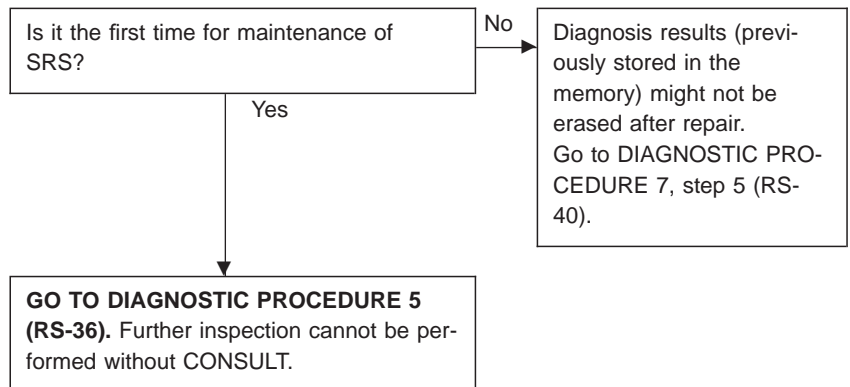 Is it the first time for maintenance of
SRS?
No
Diagnosis results (previ-
ously stored in the
memory) might not be
erased after repair.
Go to DIAGNOSTIC PRO-
CEDURE 7, step 5 (RS-
40).
Yes
GO TO DIAGNOSTIC PROCEDURE 5
(RS-36). Further inspection cannot be per-
formed without CONSULT.